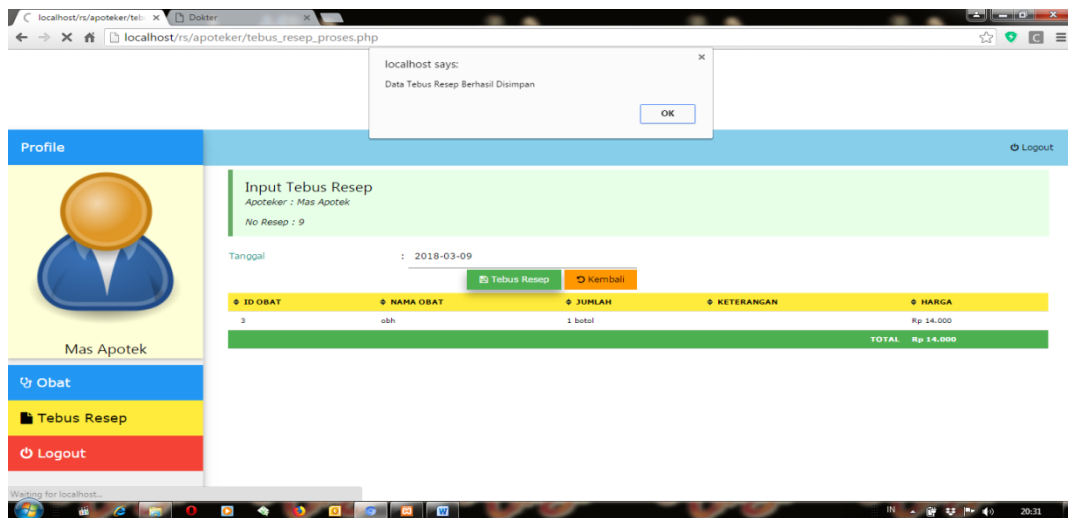 localhost/rs/apoteker/teb
Dokter
localhost/rs/apoteker/tebus_resep_proses.php
localhost says:
Data Tebus Resep Berhasil Disimpan
OK
Profile
Logout
Input Tebus Resep
Apoteker : Mas Apotek
No Resep : 9
Tanggal : 2018-03-09
Tebus Resep Kembali
ID OBAT NAMA OBAT JUMLAH KETERANGAN HARGA
3 obh 1 botol Rp 14.000
TOTAL Rp 14.000
Mas Apotek
Obat
Tebus Resep
Logout
Waiting for localhost...
IN 20:31